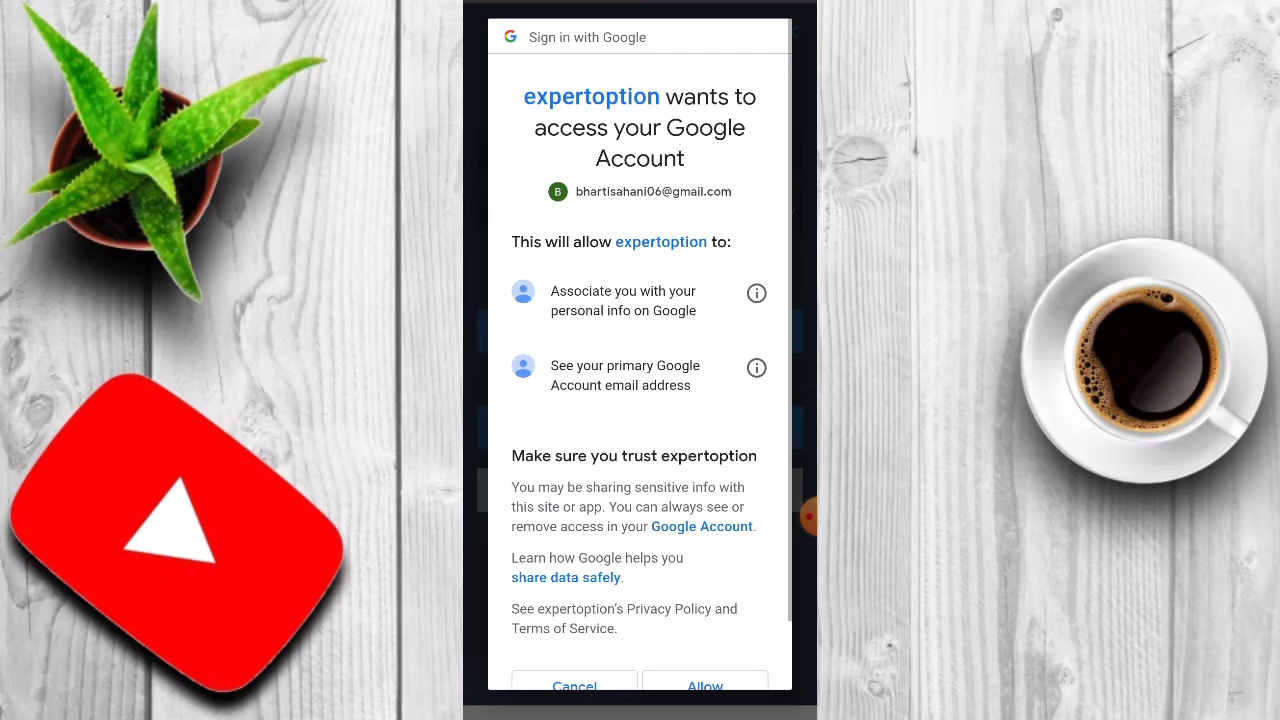 Sign in with Google
expertoption wants to
access your Google
Account
B bhartisahani06@gmail.com
This will allow expertoption to:
Associate you with your
personal info on Google
See your primary Google
Account email address
Make sure you trust expertoption
You may be sharing sensitive info with
this site or app. You can always see or
remove access in your Google Account.
Learn how Google helps you
share data safely.
See expertoption's Privacy Policy and
Terms of Service.
Cancel Allow